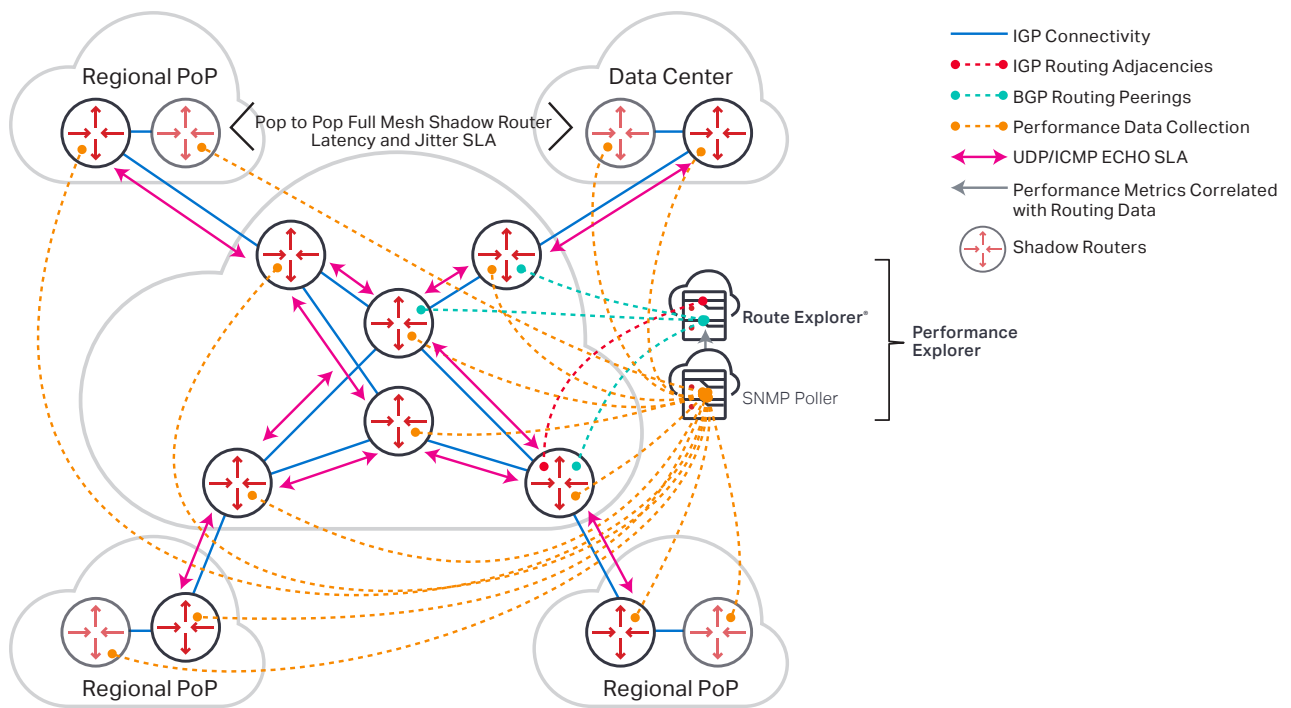 Regional PoP
Data Center
Pop to Pop Full Mesh Shadow Router
Latency and Jitter SLA
IGP Connectivity
IGP Routing Adjacencies
BGP Routing Peerings
Performance Data Collection
UDP/ICMP ECHO SLA
Performance Metrics Correlated
with Routing Data
Shadow Routers
Route Explorer®
SNMP Poller
Performance
Explorer
Regional PoP
Regional PoP